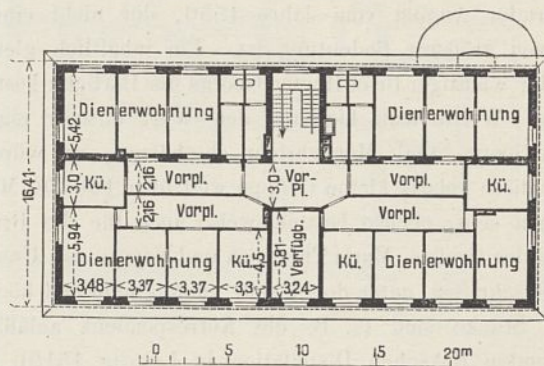 Dienerwohnung
Dienerwohnung
16,41
5,42
Kü.
3,0
2,16
Vorpl.
Vor-
Pl.
3,0
Vorpl.
Kü.
2,16
Vorpl.
Vorpl.
5,94
Dienerwohnung
Kü.
4,5
5,81
Verfügb.
Kü.
Dienerwohnung
3,48
3,37
3,37
3,3
3,24
0 5 10 15 20m